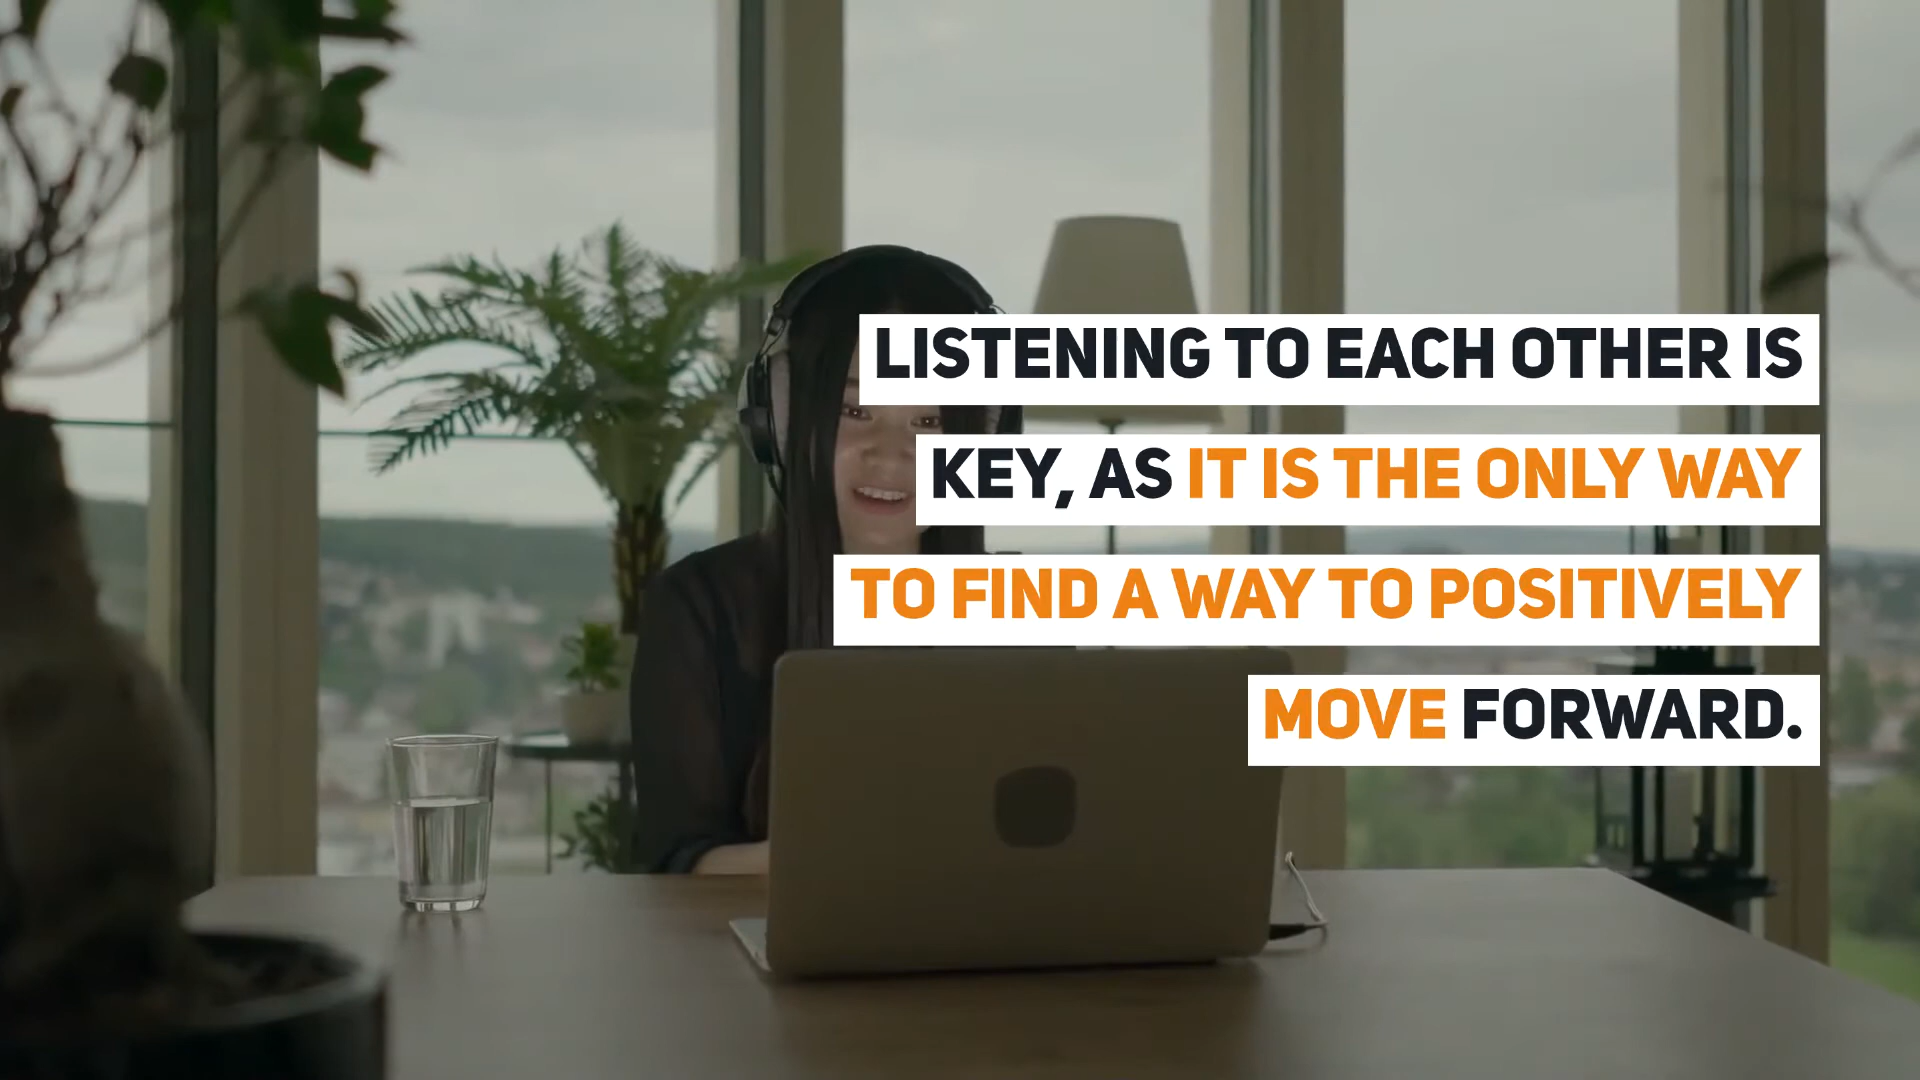 LISTENING TO EACH OTHER IS
KEY, AS IT IS THE ONLY WAY
TO FIND A WAY TO POSITIVELY
MOVE FORWARD.